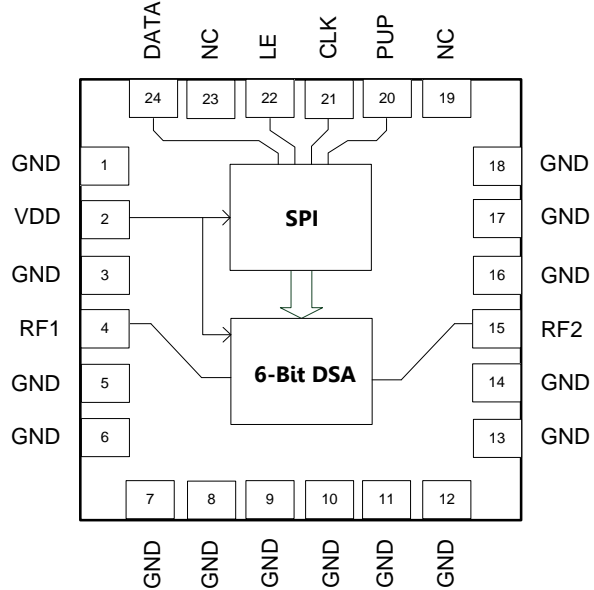 DATA NC LE CLK PUP NC
24 23 22 21 20 19
GND 1 18 GND
VDD 2 SPI 17 GND
GND 3 16 GND
RF1 4 15 RF2
GND 5 6-Bit DSA 14 GND
GND 6 13 GND
7 8 9 10 11 12
GND GND GND GND GND GND